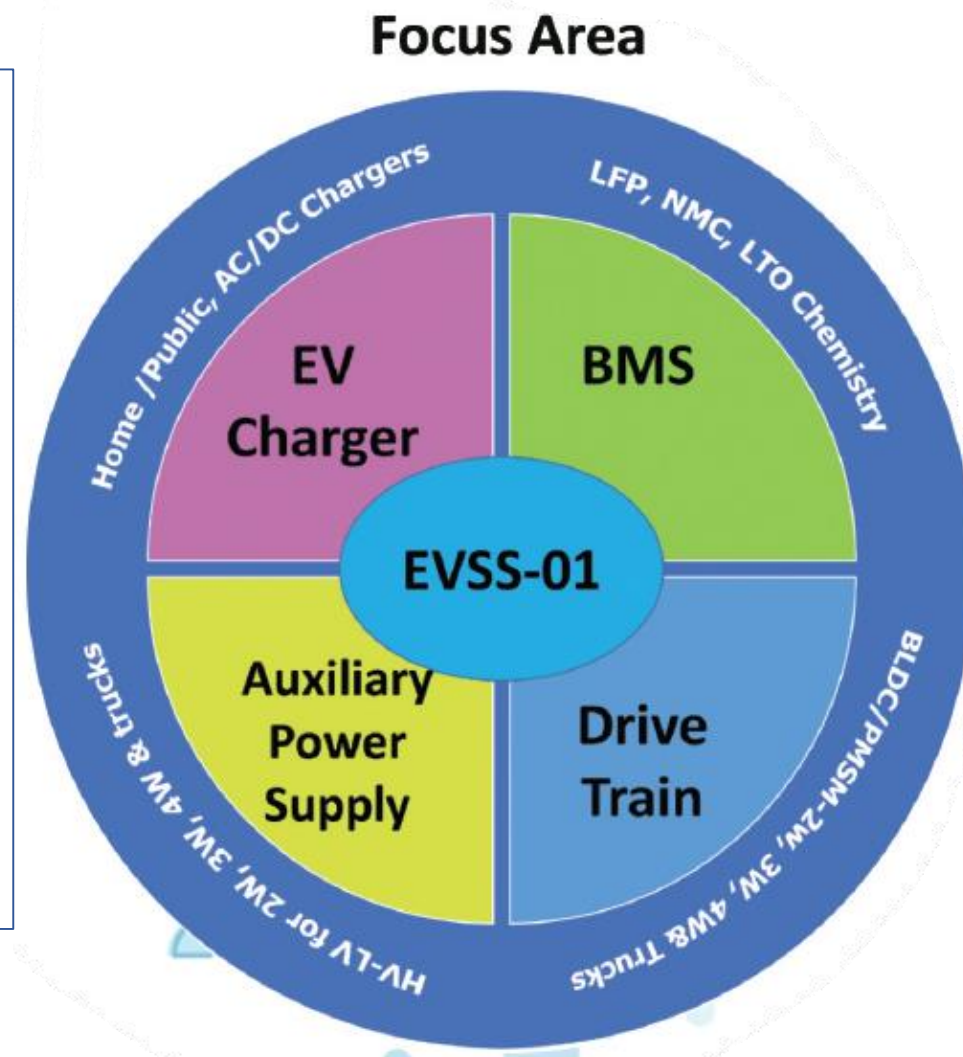 Focus Area
Home /Public, AC/DC Chargers
LFP, NMC, LTO Chemistry
EV
Charger
BMS
EVSS-01
Auxiliary
Power
Supply
Drive
Train
HV-LV for 2W, 3W, 4W & trucks
BLDC/PMSM-2w, 3W, 4W& Trucks